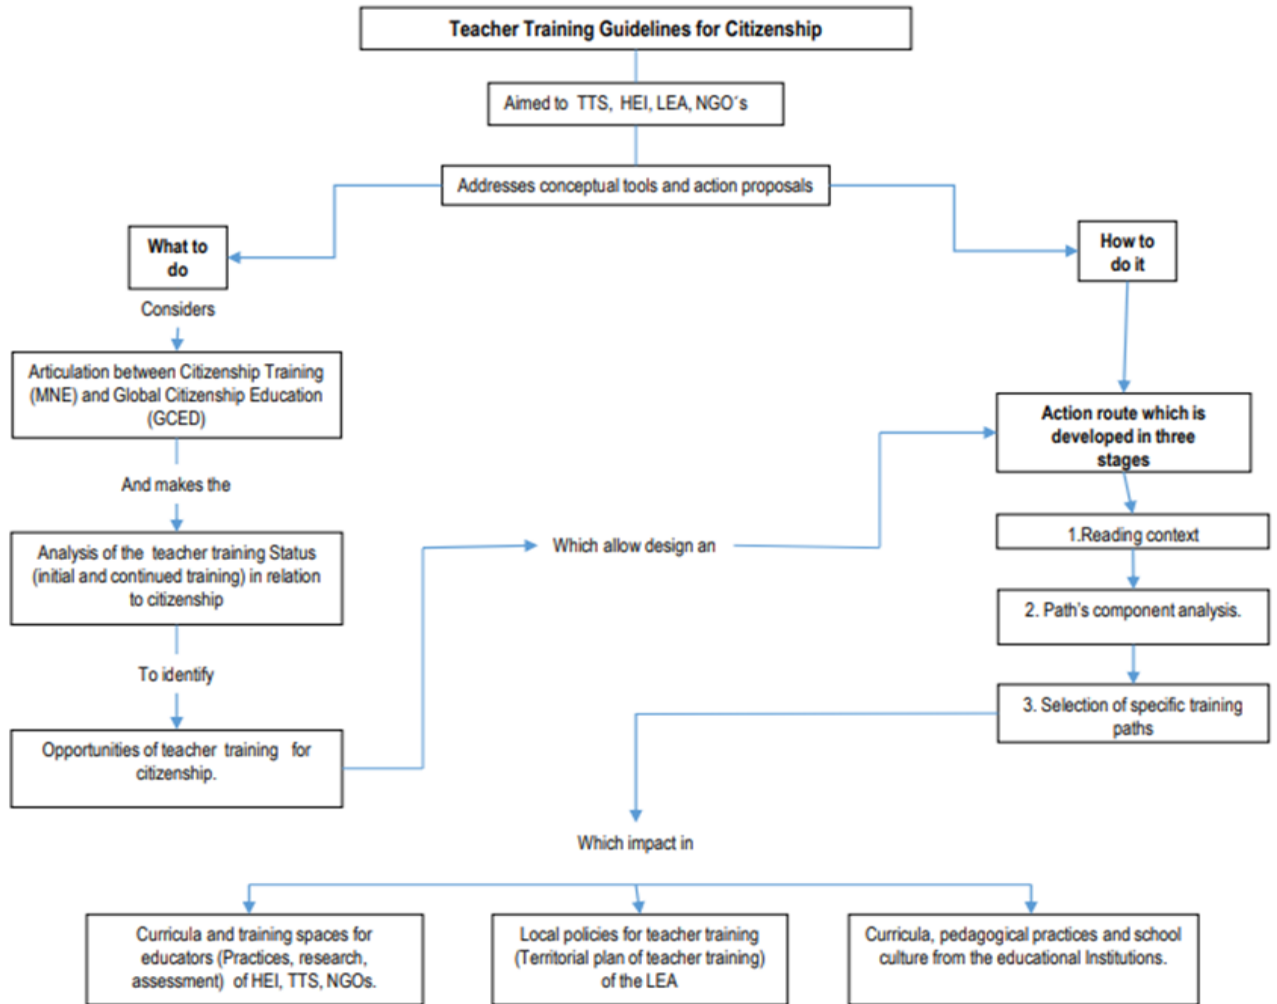 Teacher Training Guidelines for Citizenship
Aimed to TTS, HEI, LEA, NGO´s
Addresses conceptual tools and action proposals
What to
do
How to
do it
Considers
Articulation between Citizenship Training
(MNE) and Global Citizenship Education
(GCED)
And makes the
Analysis of the teacher training Status
(initial and continued training) in relation
to citizenship
To identify
Opportunities of teacher training for
citizenship.
Which allow design an
Action route which is
developed in three
stages
1.Reading context
2. Path's component analysis.
3. Selection of specific training
paths
Which impact in
Curricula and training spaces for
educators (Practices, research,
assessment) of HEI, TTS, NGOs.
Local policies for teacher training
(Territorial plan of teacher training)
of the LEA
Curricula, pedagogical practices and school
culture from the educational Institutions.